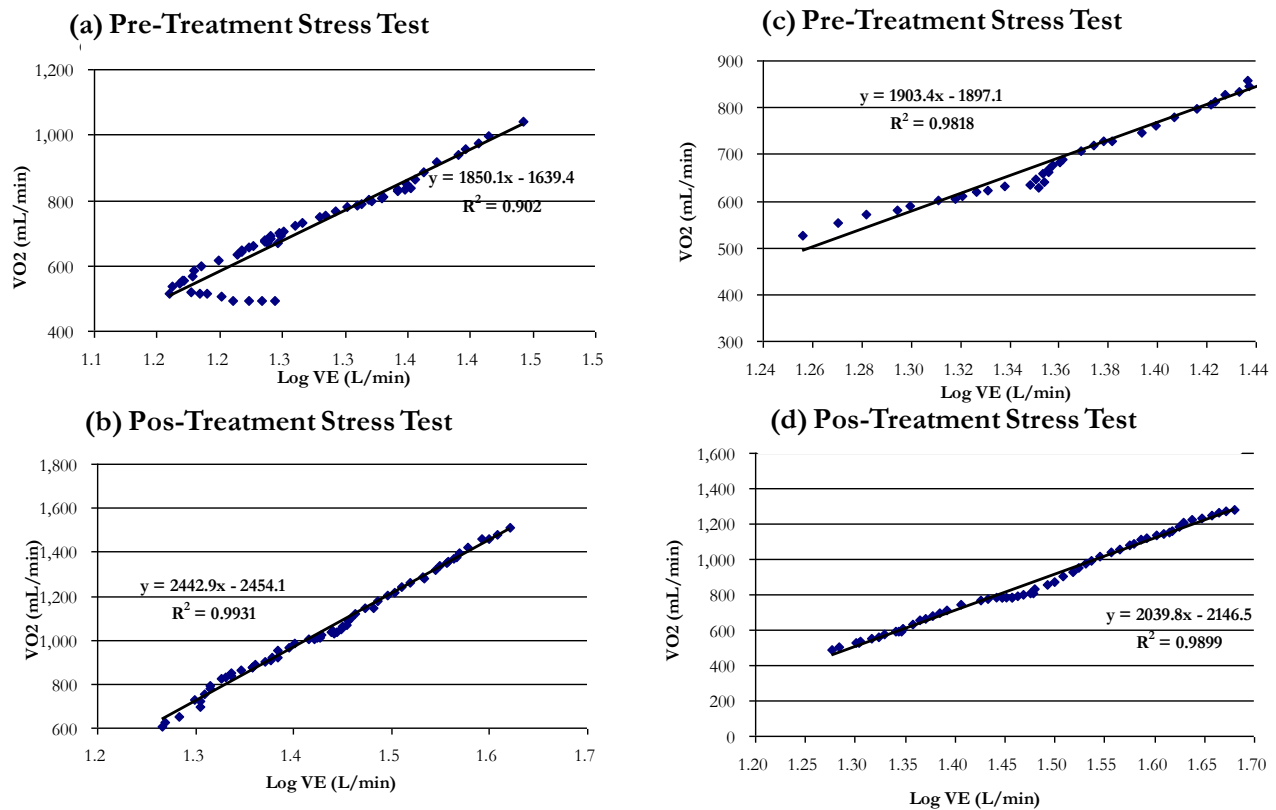 (a) Pre-Treatment Stress Test
1,200
1,000
800
600
400
VO2 (mL/min)
y = 1850.1x - 1639.4
R2 = 0.902
1.1 1.2 1.2 1.3 1.3 1.4 1.4 1.5 1.5
Log VE (L/min)
(c) Pre-Treatment Stress Test
900
800
700
600
500
400
300
VO2 (mL/min)
y = 1903.4x - 1897.1
R2 = 0.9818
1.24 1.26 1.28 1.30 1.32 1.34 1.36 1.38 1.40 1.42 1.44
Log VE (L/min)
(b) Pos-Treatment Stress Test
1,800
1,600
1,400
1,200
1,000
800
600
VO2 (mL/min)
y = 2442.9x - 2454.1
R2 = 0.9931
1.2 1.3 1.4 1.5 1.6 1.7
Log VE (L/min)
(d) Pos-Treatment Stress Test
1,600
1,400
1,200
1,000
800
600
400
200
0
VO2 (mL/min)
y = 2039.8x - 2146.5
R2 = 0.9899
1.20 1.25 1.30 1.35 1.40 1.45 1.50 1.55 1.60 1.65 1.70
Log VE (L/min)